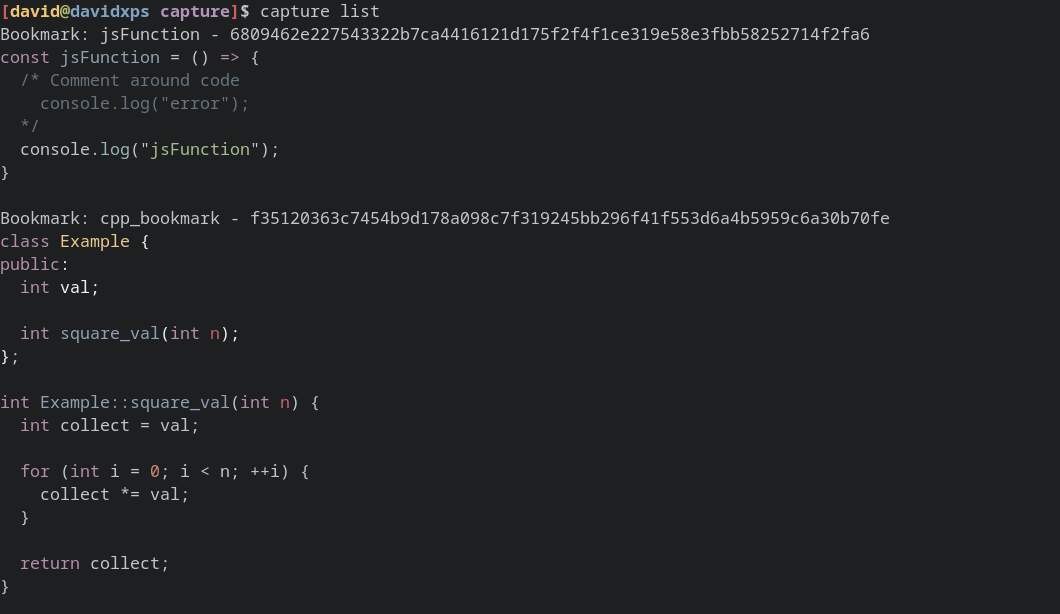 [david@davidxps capture]$ capture list
Bookmark: jsFunction - 6809462e227543322b7ca4416121d175f2f4f1ce319e58e3fbb58252714f2fa6
const jsFunction = () => {
  /* Comment around code
    console.log("error");
  */
  console.log("jsFunction");
}

Bookmark: cpp_bookmark - f35120363c7454b9d178a098c7f319245bb296f41f553d6a4b5959c6a30b70fe
class Example {
public:
  int val;

  int square_val(int n);
};

int Example::square_val(int n) {
  int collect = val;

  for (int i = 0; i < n; ++i) {
    collect *= val;
  }

  return collect;
}